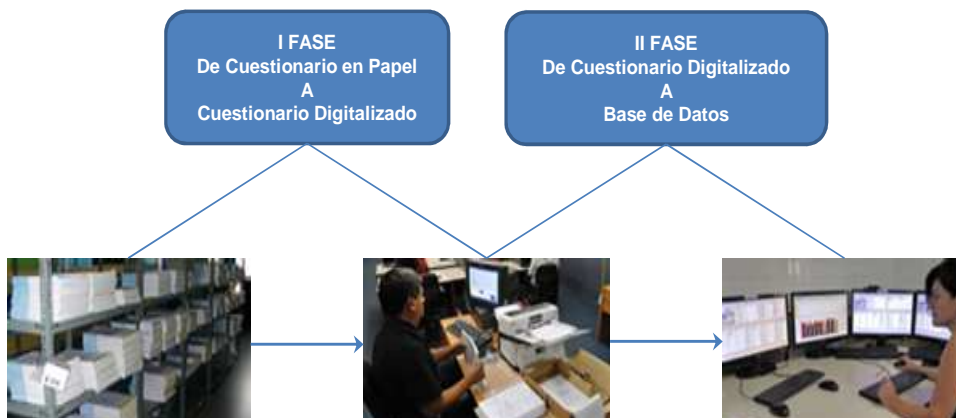 I FASE
De Cuestionario en Papel
A
Cuestionario Digitalizado
II FASE
De Cuestionario Digitalizado
A
Base de Datos